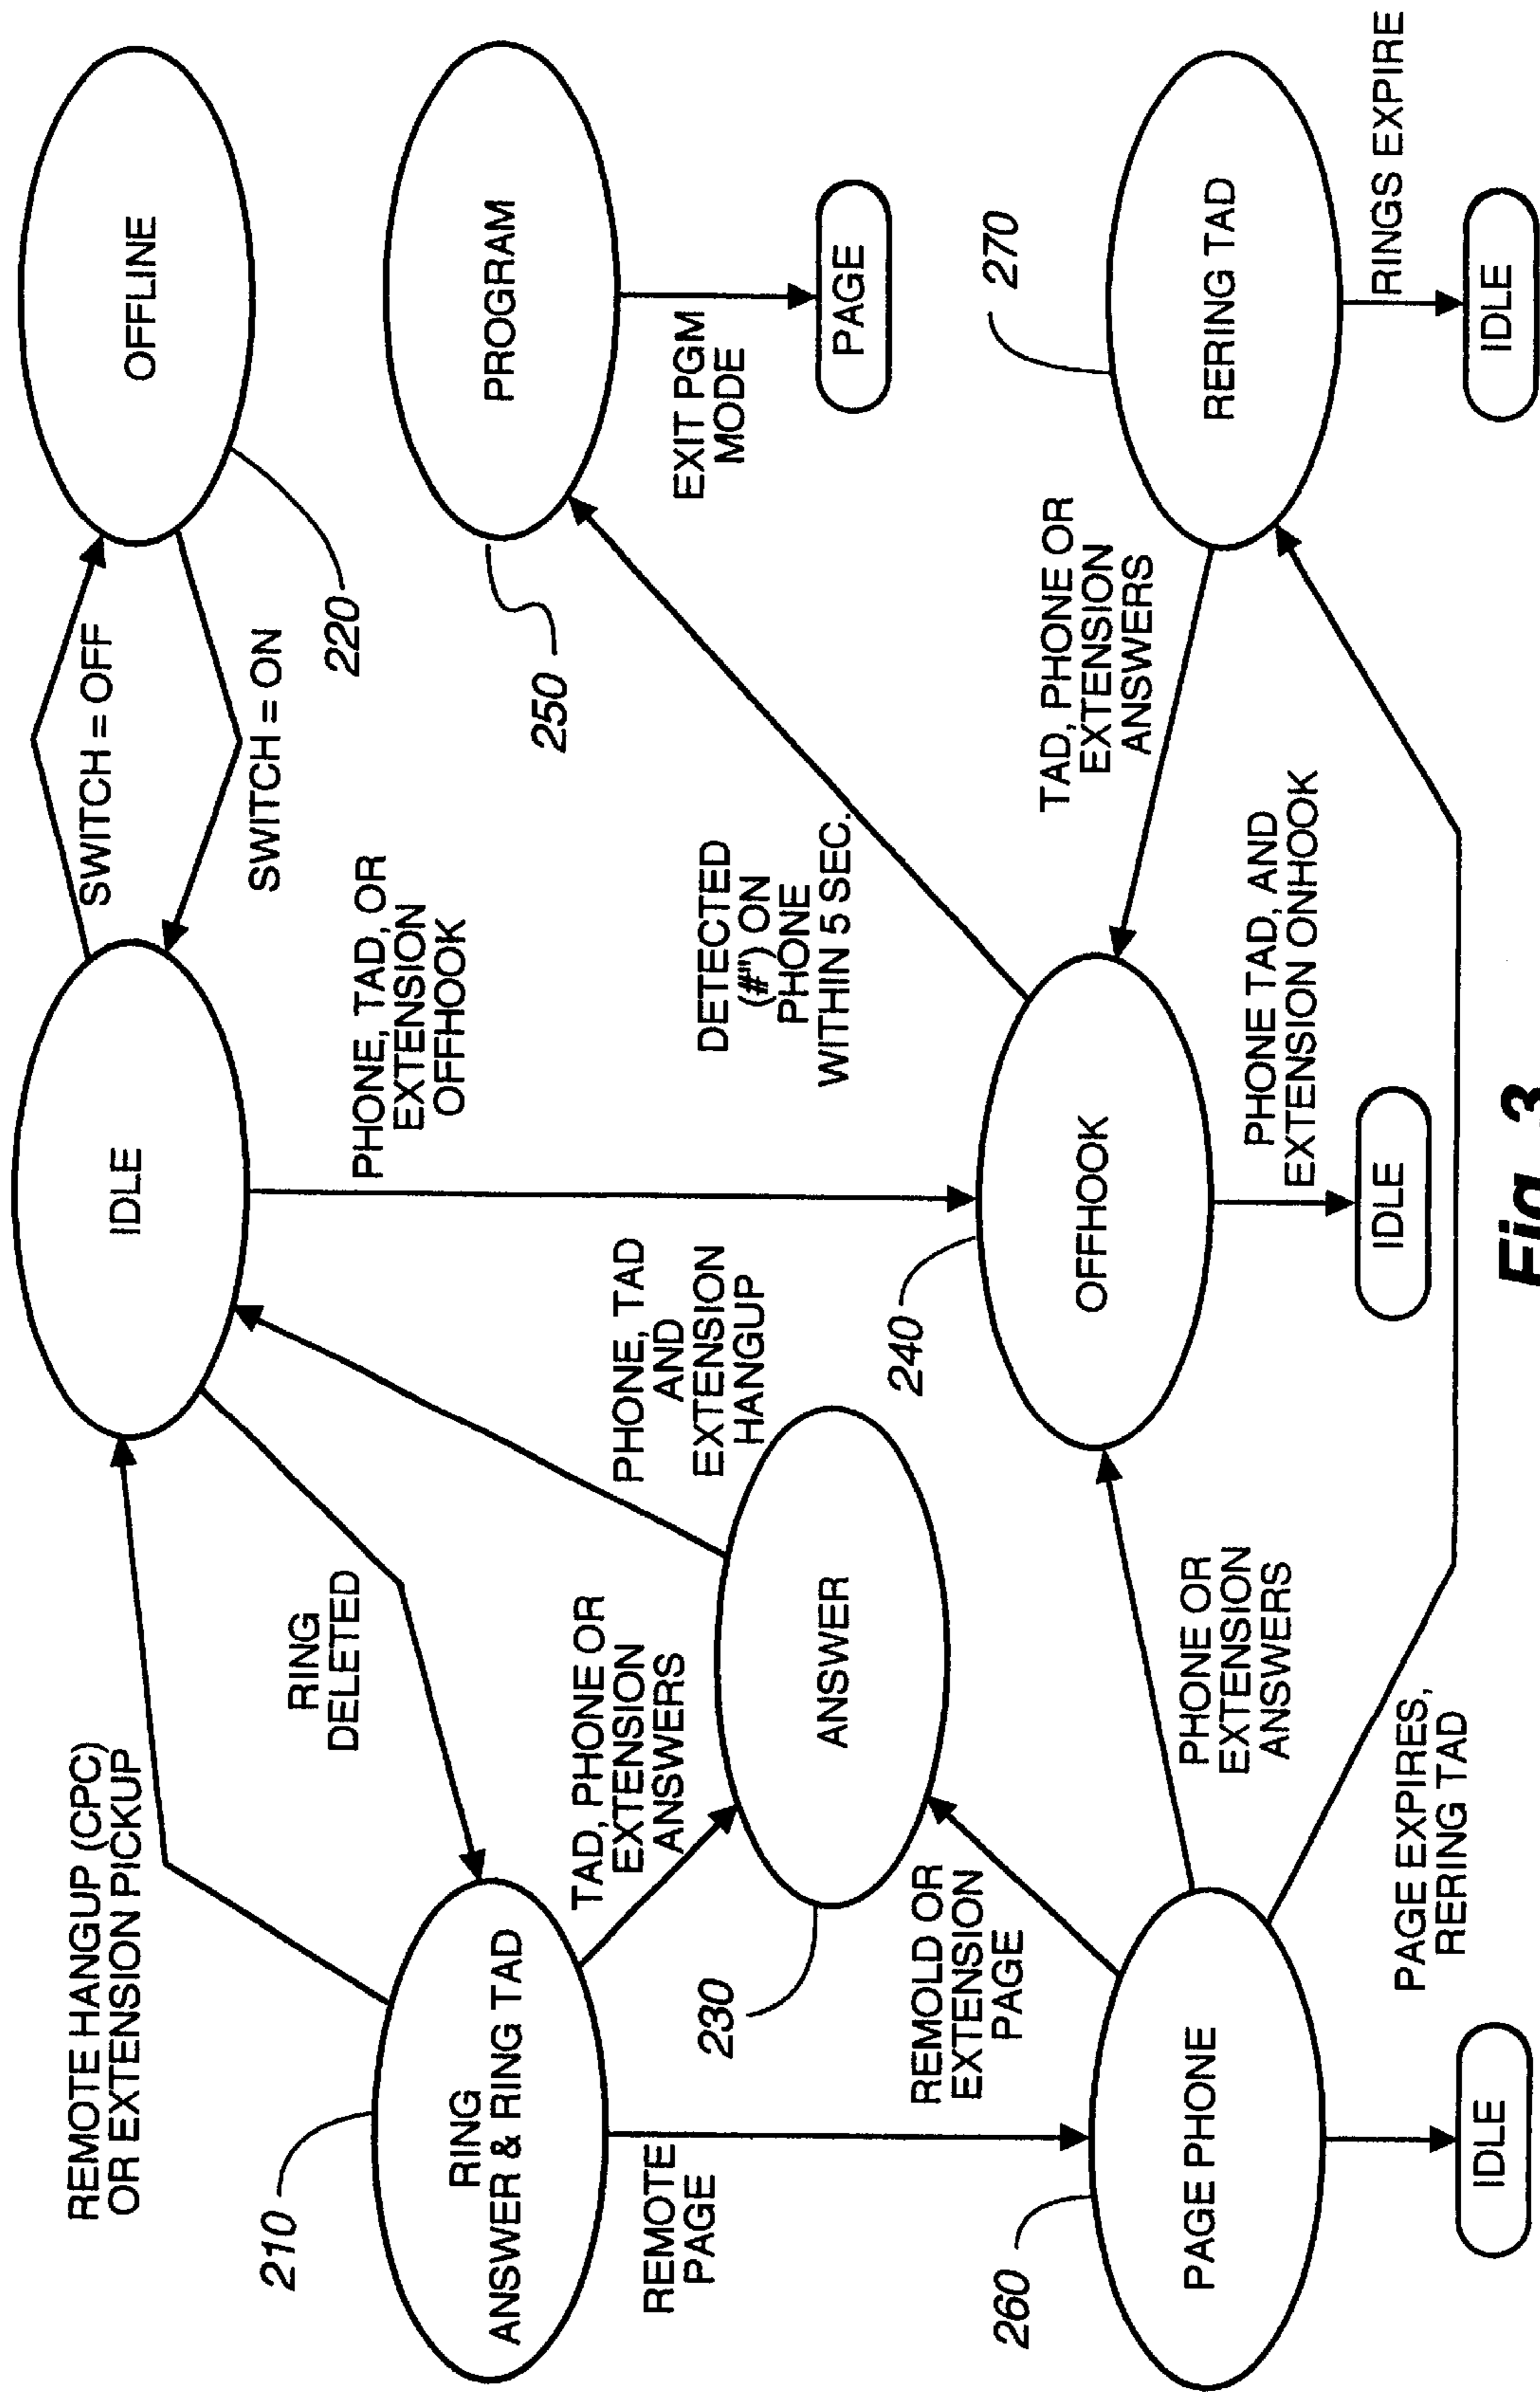 REMOTE HANGUP (CPC)
OR EXTENSION PICKUP
IDLE
SWITCH = OFF
SWITCH = ON
OFFLINE
220
RING
DELETED
PHONE, TAD, OR
EXTENSION
OFFHOOK
210
RING
ANSWER & RING TAD
TAD, PHONE OR
EXTENSION
ANSWERS
PHONE, TAD
AND
EXTENSION
HANGUP
250
PROGRAM
REMOTE
PAGE
230
ANSWER
DETECTED
(#") ON
PHONE
WITHIN 5 SEC.
EXIT PGM
MODE
PAGE
REMOLD OR
EXTENSION
PAGE
240
OFFHOOK
TAD, PHONE OR
EXTENSION
ANSWERS
270
RERING TAD
260
PAGE PHONE
PHONE OR
EXTENSION
ANSWERS
PHONE TAD, AND
EXTENSION ONHOOK
RINGS EXPIRE
PAGE EXPIRES,
RERING TAD
IDLE
IDLE
IDLE
Fig. 3